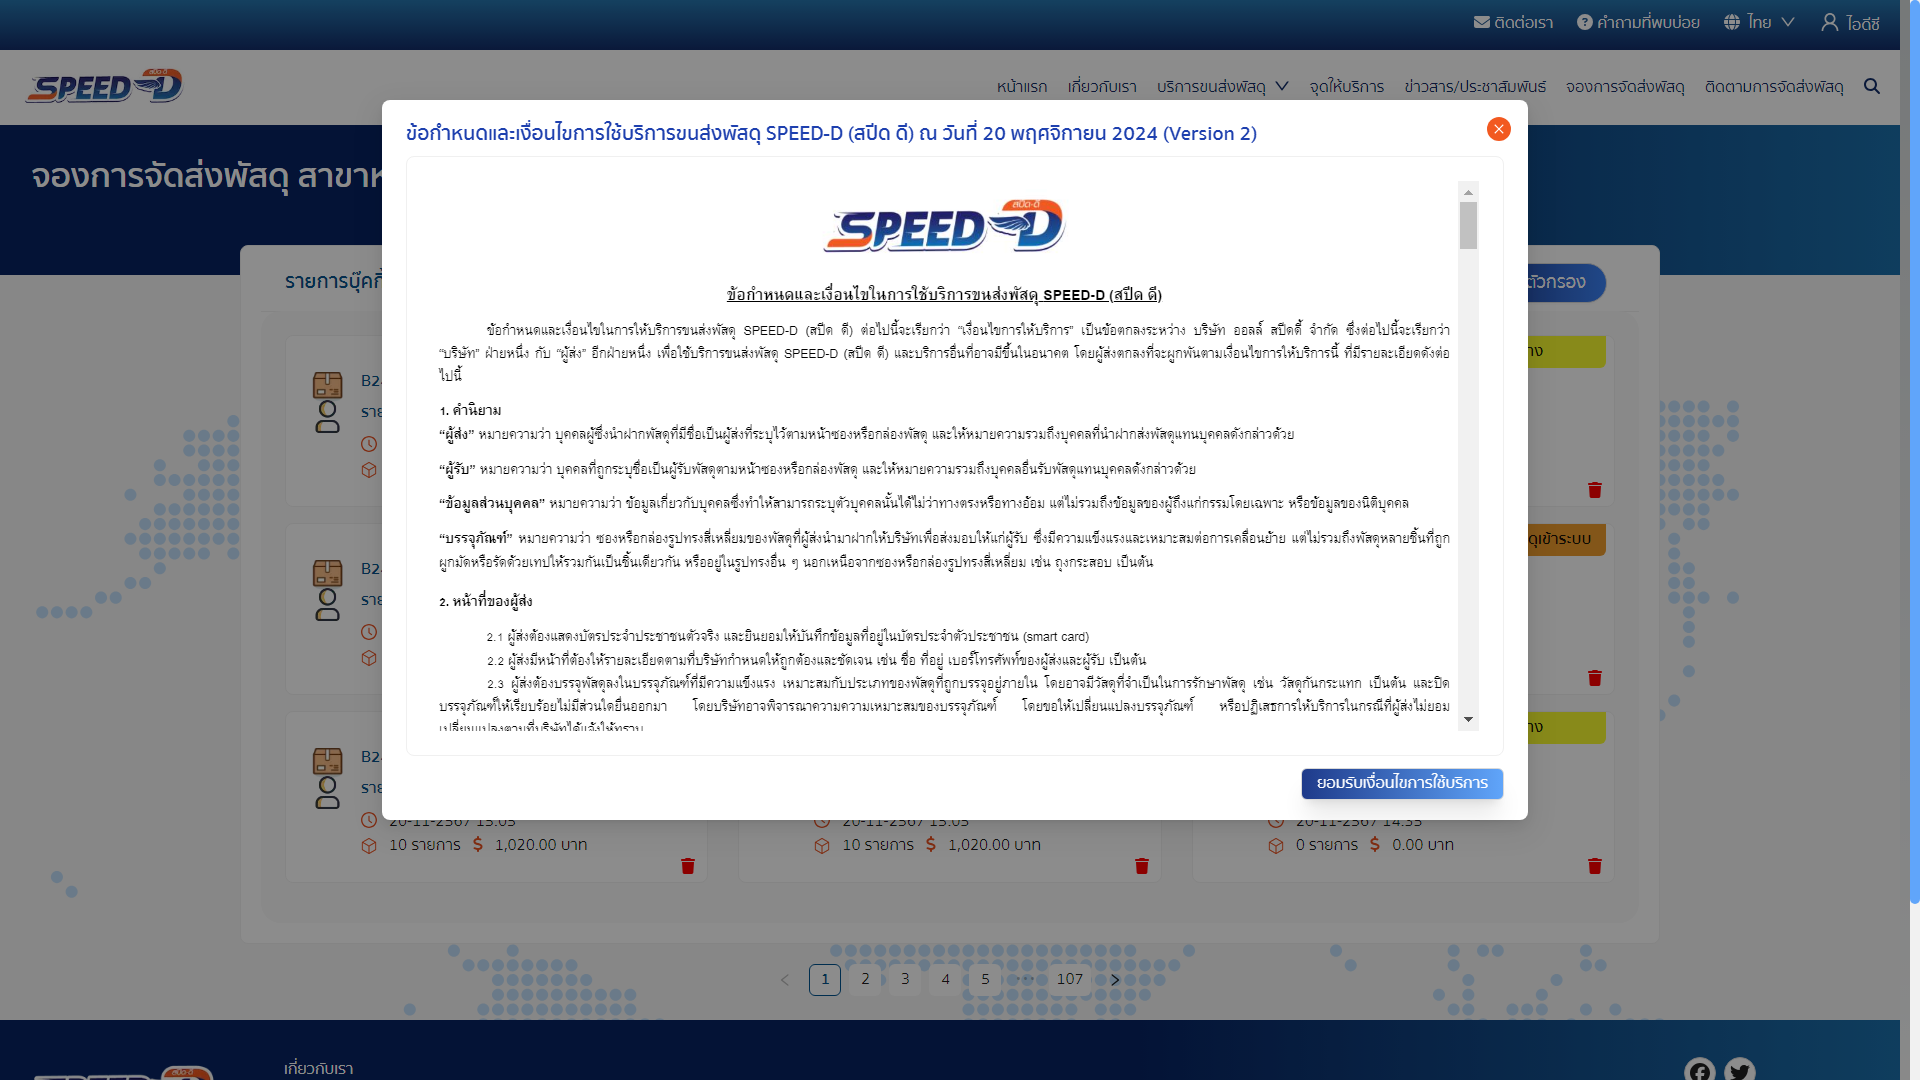 ติดต่อเรา คำถามที่พบบ่อย ไทย ไอดีซี
สปีด-ดี
SPEED-D หน้าแรก เกี่ยวกับเรา บริการขนส่งพัสดุ จุดให้บริการ ข่าวสาร/ประชาสัมพันธ์ จองการจัดส่งพัสดุ ติดตามการจัดส่งพัสดุ
จองการจัดส่งพัสดุ
ข้อกำหนดและเงื่อนไขการใช้บริการขนส่งพัสดุ SPEED-D (สปีด ดี) ณ วันที่ 20 พฤศจิกายน 2024 (Version 2)
สปีด-ดี
SPEED-D
ข้อกำหนดและเงื่อนไขในการใช้บริการขนส่งพัสดุ SPEED-D (สปีด ดี)
ข้อกำหนดและเงื่อนไขในการให้บริการขนส่งพัสดุ SPEED-D (สปีด ดี) ต่อไปนี้จะเรียกว่า “เงื่อนไขการให้บริการ” เป็นข้อตกลงระหว่าง บริษัท ออลล์ สปีดดี้ จำกัด ซึ่งต่อไปนี้จะเรียกว่า
“บริษัท” ฝ่ายหนึ่ง กับ “ผู้ส่ง” อีกฝ่ายหนึ่ง เพื่อใช้บริการขนส่งพัสดุ SPEED-D (สปีด ดี) และบริการอื่นที่อาจมีขึ้นในอนาคต โดยผู้ส่งตกลงที่จะผูกพันตามเงื่อนไขการให้บริการนี้ ที่มีรายละเอียดดังต่อ
ไปนี้
1. คำนิยาม
“ผู้ส่ง” หมายความว่า บุคคลผู้ซึ่งนำฝากพัสดุที่มีชื่อเป็นผู้ส่งที่ระบุไว้ตามหน้าซองหรือกล่องพัสดุ และให้หมายความรวมถึงบุคคลที่นำฝากส่งพัสดุแทนบุคคลดังกล่าวด้วย
“ผู้รับ” หมายความว่า บุคคลที่ถูกระบุชื่อเป็นผู้รับพัสดุตามหน้าซองหรือกล่องพัสดุ และให้หมายความรวมถึงบุคคลอื่นรับพัสดุแทนบุคคลดังกล่าวด้วย
“ข้อมูลส่วนบุคคล” หมายความว่า ข้อมูลเกี่ยวกับบุคคลซึ่งทำให้สามารถระบุตัวบุคคลนั้นได้ไม่ว่าทางตรงหรือทางอ้อม แต่ไม่รวมถึงข้อมูลของผู้ถึงแก่กรรมโดยเฉพาะ หรือข้อมูลของนิติบุคคล
“บรรจุภัณฑ์” หมายความว่า ซองหรือกล่องรูปทรงสี่เหลี่ยมของพัสดุที่ผู้ส่งนำมาฝากให้บริษัทเพื่อส่งมอบให้แก่ผู้รับ ซึ่งมีความแข็งแรงและเหมาะสมต่อการเคลื่อนย้าย แต่ไม่รวมถึงพัสดุหลายชิ้นที่ถูก
ผูกมัดหรือรัดด้วยเทปให้รวมกันเป็นชิ้นเดียวกัน หรืออยู่ในรูปทรงอื่น ๆ นอกเหนือจากซองหรือกล่องรูปทรงสี่เหลี่ยม เช่น ถุงกระสอบ เป็นต้น
2. หน้าที่ของผู้ส่ง
2.1 ผู้ส่งต้องแสดงบัตรประจำประชาชนตัวจริง และยินยอมให้บันทึกข้อมูลที่อยู่ในบัตรประจำตัวประชาชน (smart card)
2.2 ผู้ส่งมีหน้าที่ต้องให้รายละเอียดตามที่บริษัทกำหนดให้ถูกต้องและชัดเจน เช่น ชื่อ ที่อยู่ เบอร์โทรศัพท์ของผู้ส่งและผู้รับ เป็นต้น
2.3 ผู้ส่งต้องบรรจุพัสดุลงในบรรจุภัณฑ์ที่มีความแข็งแรง เหมาะสมกับประเภทของพัสดุที่ถูกบรรจุอยู่ภายใน โดยอาจมีวัสดุที่จำเป็นในการรักษาพัสดุ เช่น วัสดุกันกระแทก เป็นต้น และปิด
บรรจุภัณฑ์ให้เรียบร้อยไม่มีส่วนใดยื่นออกมา โดยบริษัทอาจพิจารณาความความเหมาะสมของบรรจุภัณฑ์ โดยขอให้เปลี่ยนแปลงบรรจุภัณฑ์ หรือปฏิเสธการให้บริการในกรณีที่ผู้ส่งไม่ยอม
เปลี่ยนแปลงตามที่บริษัทได้แจ้งให้ทราบ
ยอมรับเงื่อนไขการใช้บริการ
ตัวกรอง
20-11-2567 15:05 20-11-2567 15:05 20-11-2567 14:55
10 รายการ 1,020.00 บาท 10 รายการ 1,020.00 บาท 0 รายการ 0.00 บาท
1 2 3 4 5 ••• 107
เกี่ยวกับเรา